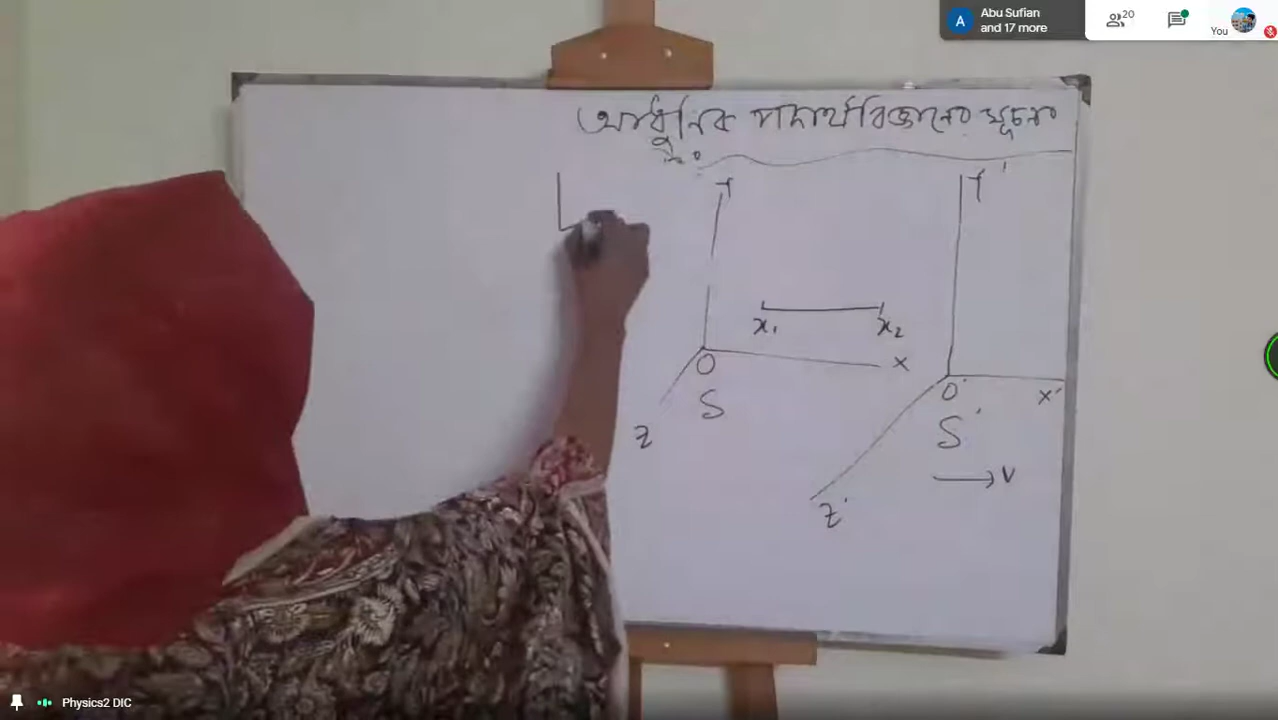 Abu Sufian
and 17 more
20
You
A
আধুনিক পদার্থবিজ্ঞানের সূচনা
Y
Y'
x₁ x₂
O X
O' X'
S
S'
Z
→ v
Z'
L
Physics2 DIC